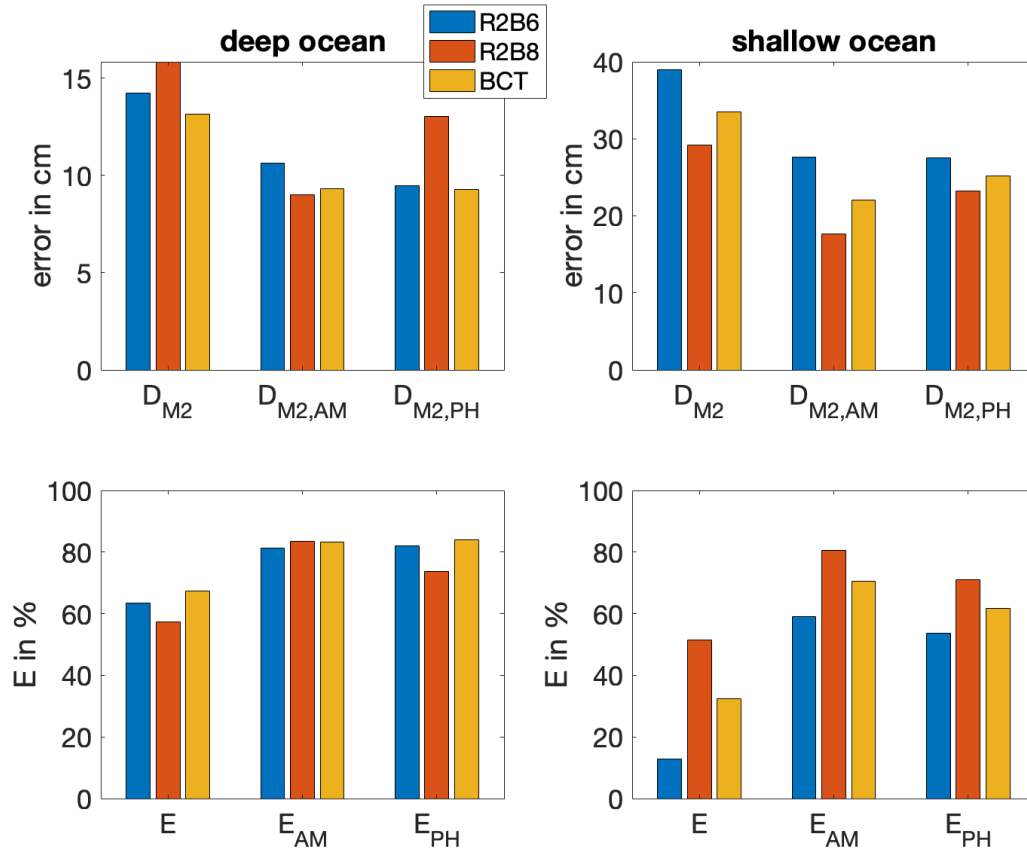 R2B6
R2B8
BCT
deep ocean
15
10
5
0
error in cm
D_M2
D_M2,AM
D_M2,PH
shallow ocean
40
30
20
10
0
error in cm
D_M2
D_M2,AM
D_M2,PH
100
80
60
40
20
0
E in %
E
E_AM
E_PH
100
80
60
40
20
0
E in %
E
E_AM
E_PH